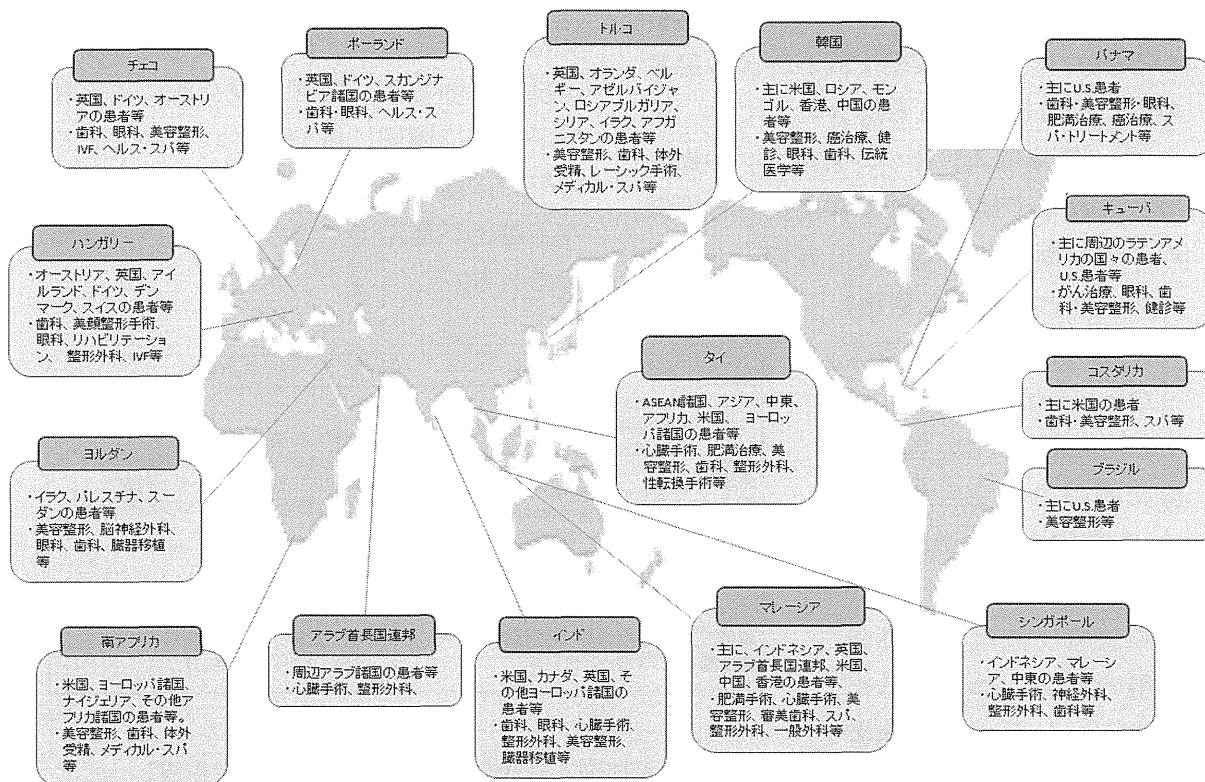 チェコ
・英国、ドイツ、オーストリ
アの患者等
・歯科、眼科、美容整形、
IVF、ヘルス・スパ等
ポーランド
・英国、ドイツ、スカンジナ
ビア諸国の患者等
・歯科・眼科、ヘルス・ス
パ等
トルコ
・英国、オランダ、ベル
ギー、アゼルバイジャ
ン、ロシアブルガリア、
シリア、イラク、アフガ
ニスタンの患者等
・美容整形、歯科、体外
受精、レーシック手術、
メディカル・スパ等
韓国
・主に米国、ロシア、モン
ゴル、香港、中国の患
者等
・美容整形、癌治療、健
診、眼科、歯科、伝統
医学等
パナマ
・主にU.S.患者
・歯科・美容整形・眼科、
肥満治療、癌治療、ス
パ・トリートメント等
ハンガリー
・オーストリア、英国、アイ
ルランド、ドイツ、デン
マーク、スイスの患者等
・歯科、美顔整形手術、
眼科、リハビリテーショ
ン、 整形外科、IVF等
キューバ
・主に周辺のラテンアメ
リカの国々の患者、
U.S.患者等
・がん治療、眼科、歯
科・美容整形、健診等
タイ
・ASEAN諸国、アジア、中東、
アフリカ、米国、 ヨーロッ
パ諸国の患者等
・心臓手術、肥満治療、美
容整形、歯科、整形外科、
性転換手術等
コスタリカ
・主に米国の患者
・歯科・美容整形、スパ等
ヨルダン
・イラク、パレスチナ、スー
ダンの患者等
・美容整形、脳神経外科、
眼科、歯科、臓器移植
等
ブラジル
・主にU.S.患者
・美容整形等
南アフリカ
・米国、ヨーロッパ諸国、
ナイジェリア、その他ア
フリカ諸国の患者等。
・美容整形、歯科、体外
受精、メディカル・スパ
等
アラブ首長国連邦
・周辺アラブ諸国の患者等
・心臓手術、整形外科、
インド
・米国、カナダ、英国、そ
の他ヨーロッパ諸国の
患者等
・歯科、眼科、心臓手術、
整形外科、美容整形、
臓器移植等
マレーシア
・主に、インドネシア、英国、
アラブ首長国連邦、米国、
中国、香港の患者等、
・肥満手術、心臓手術、美
容整形、審美歯科、スパ、
整形外科、一般外科等
シンガポール
・インドネシア、マレーシ
ア、中東の患者等
・心臓手術、神経外科、
整形外科、歯科等